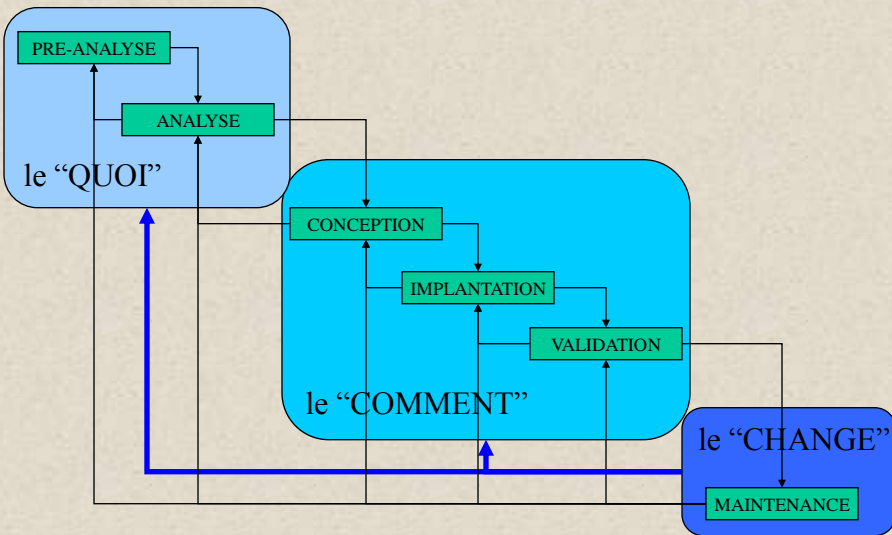 PRE-ANALYSE
ANALYSE
le “QUOI”
CONCEPTION
IMPLANTATION
VALIDATION
le “COMMENT”
le “CHANGE”
MAINTENANCE